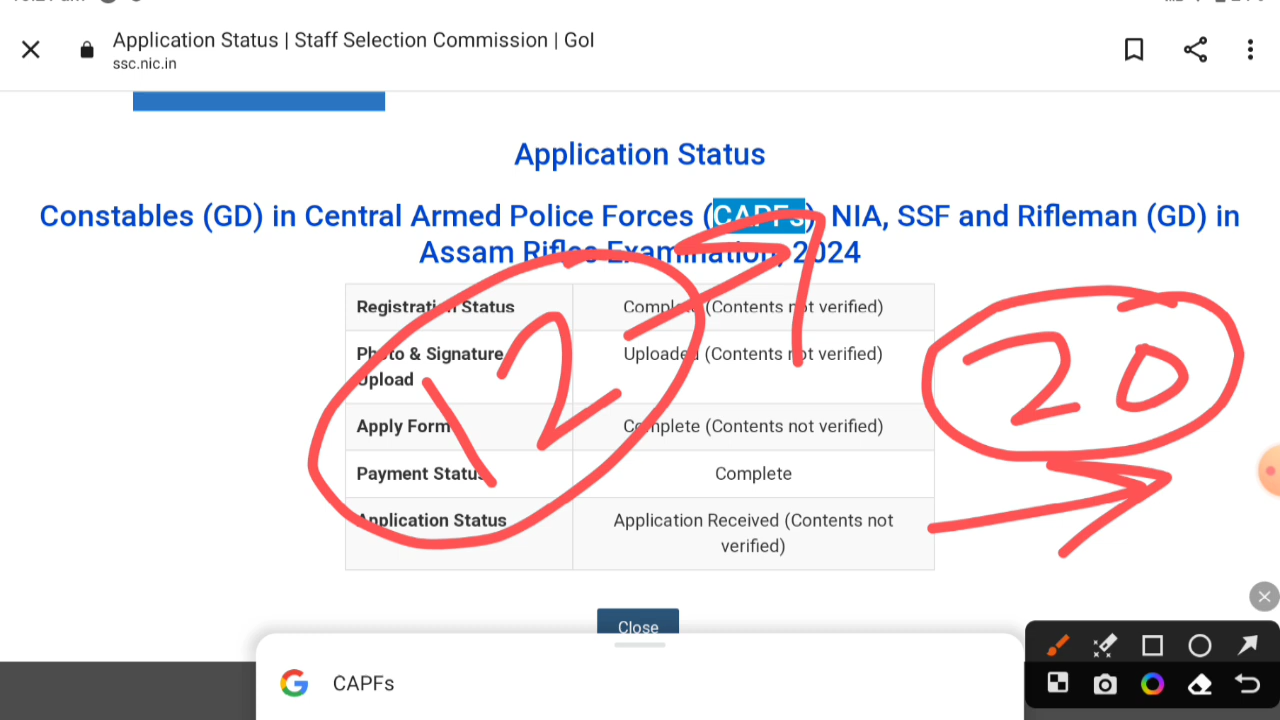 Application Status | Staff Selection Commission | GoI
ssc.nic.in
Application Status
Constables (GD) in Central Armed Police Forces (CAPFs), NIA, SSF and Rifleman (GD) in
Assam Rifles Examination, 2024
Registration Status Complete (Contents not verified)
Photo & Signature Upload Uploaded (Contents not verified)
12
20
Apply Form Complete (Contents not verified)
Payment Status Complete
Application Status Application Received (Contents not
verified)
Close
CAPFs